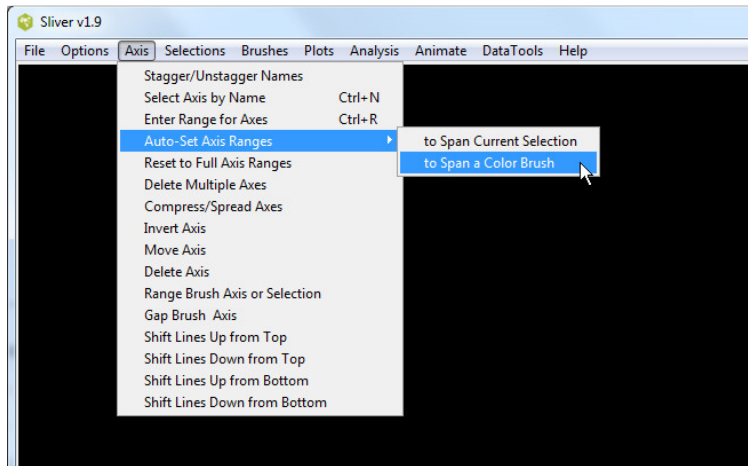 Sliver v1.9
File Options Axis Selections Brushes Plots Analysis Animate DataTools Help
Stagger/Unstagger Names
Select Axis by Name Ctrl+N
Enter Range for Axes Ctrl+R
Auto-Set Axis Ranges
to Span Current Selection
to Span a Color Brush
Reset to Full Axis Ranges
Delete Multiple Axes
Compress/Spread Axes
Invert Axis
Move Axis
Delete Axis
Range Brush Axis or Selection
Gap Brush Axis
Shift Lines Up from Top
Shift Lines Down from Top
Shift Lines Up from Bottom
Shift Lines Down from Bottom